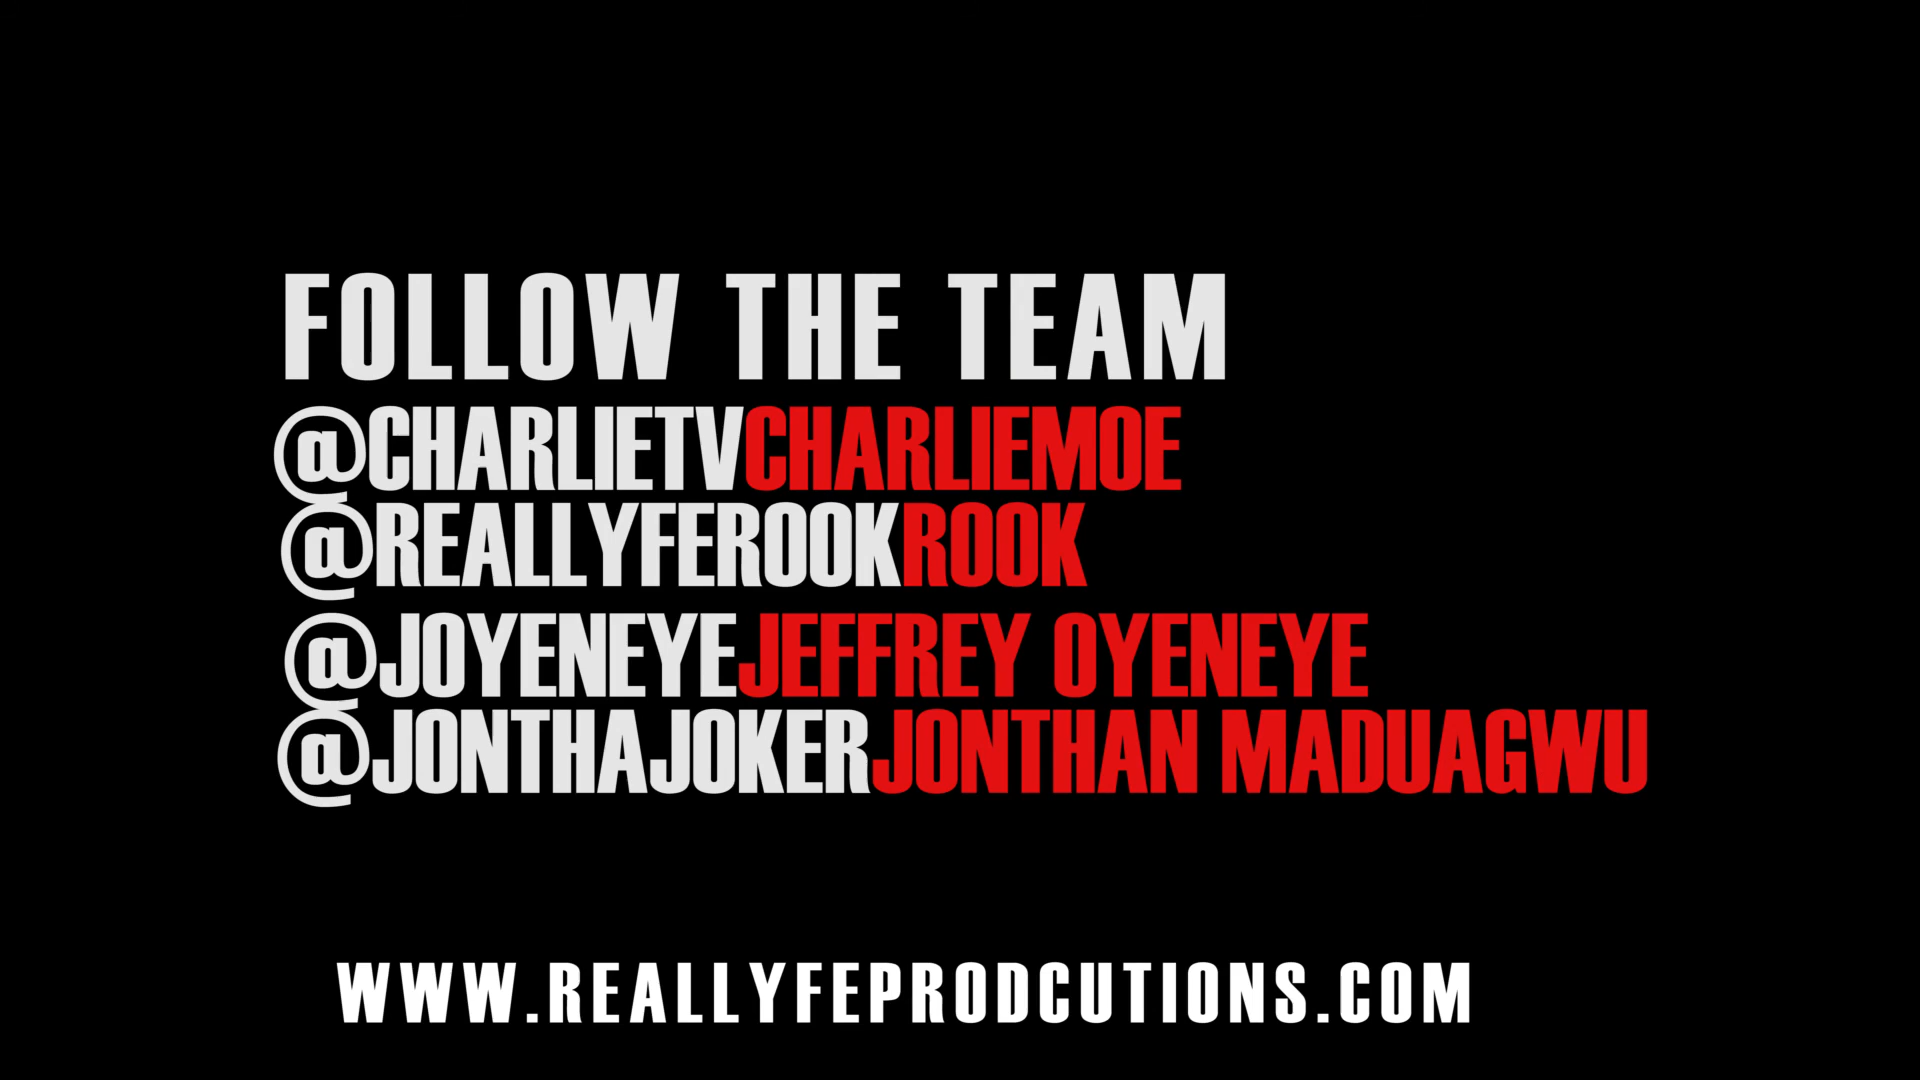 FOLLOW THE TEAM
@CHARLIETVCHARLIEMOE
@REALLYFEROOKROOK
@JOYENEYEJEFFREY OYENEYE
@JONTHAJOKERJONTHAN MADUAGWU
WWW.REALLYFEPRODCUTIONS.COM